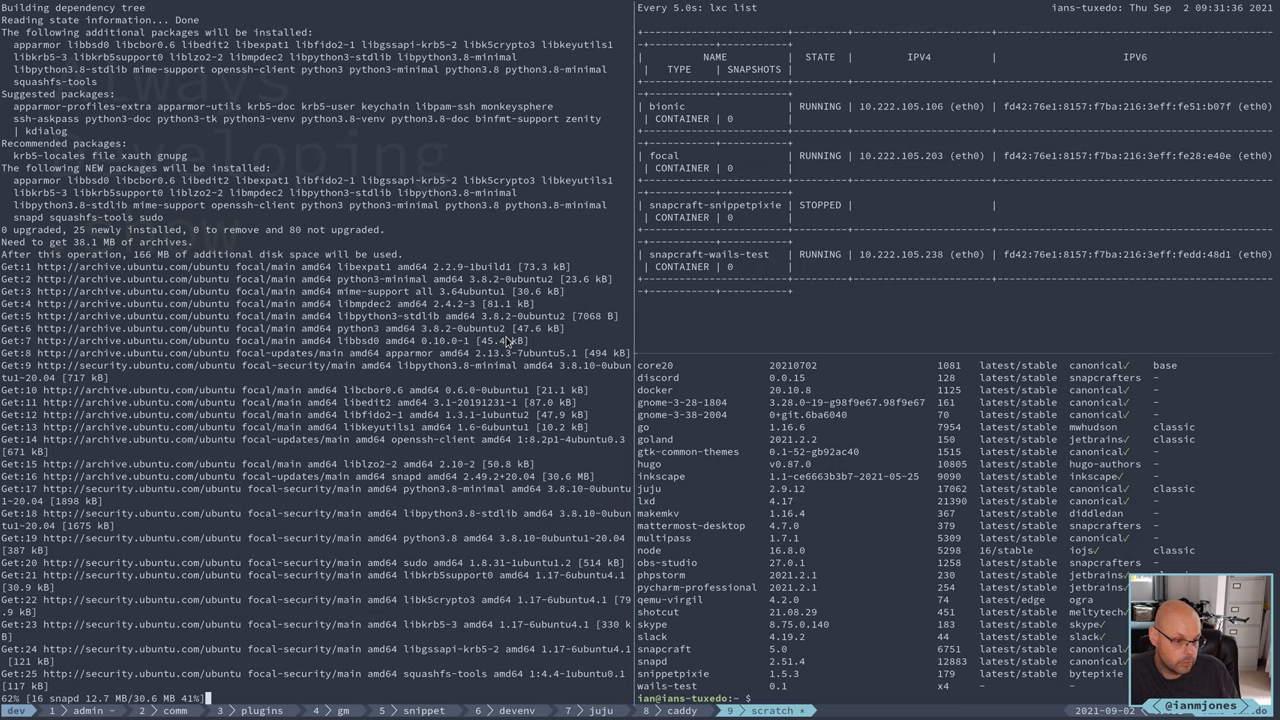 Building dependency tree
Reading state information... Done
The following additional packages will be installed:
  apparmor libbsd0 libcbor0.6 libedit2 libexpat1 libfido2-1 libgssapi-krb5-2 libk5crypto3 libkeyutils1
  libkrb5-3 libkrb5support0 liblzo2-2 libmpdec2 libpython3-stdlib libpython3.8-minimal
  libpython3.8-stdlib mime-support openssh-client python3 python3-minimal python3.8 python3.8-minimal
  squashfs-tools
Suggested packages:
  apparmor-profiles-extra apparmor-utils krb5-doc krb5-user keychain libpam-ssh monkeysphere
  ssh-askpass python3-doc python3-tk python3-venv python3.8-venv python3.8-doc binfmt-support zenity
  | kdialog
Recommended packages:
  krb5-locales file xauth gnupg
The following NEW packages will be installed:
  apparmor libbsd0 libcbor0.6 libedit2 libexpat1 libfido2-1 libgssapi-krb5-2 libk5crypto3 libkeyutils1
  libkrb5-3 libkrb5support0 liblzo2-2 libmpdec2 libpython3-stdlib libpython3.8-minimal
  libpython3.8-stdlib mime-support openssh-client python3 python3-minimal python3.8 python3.8-minimal
  snapd squashfs-tools sudo
0 upgraded, 25 newly installed, 0 to remove and 80 not upgraded.
Need to get 38.1 MB of archives.
After this operation, 166 MB of additional disk space will be used.
Get:1 http://archive.ubuntu.com/ubuntu focal/main amd64 libexpat1 amd64 2.2.9-1build1 [73.3 kB]
Get:2 http://archive.ubuntu.com/ubuntu focal/main amd64 python3-minimal amd64 3.8.2-0ubuntu2 [23.6 kB]
Get:3 http://archive.ubuntu.com/ubuntu focal/main amd64 mime-support all 3.64ubuntu1 [30.6 kB]
Get:4 http://archive.ubuntu.com/ubuntu focal/main amd64 libmpdec2 amd64 2.4.2-3 [81.1 kB]
Get:5 http://archive.ubuntu.com/ubuntu focal/main amd64 libpython3-stdlib amd64 3.8.2-0ubuntu2 [7068 B]
Get:6 http://archive.ubuntu.com/ubuntu focal/main amd64 python3 amd64 3.8.2-0ubuntu2 [47.6 kB]
Get:7 http://archive.ubuntu.com/ubuntu focal/main amd64 libbsd0 amd64 0.10.0-1 [45.4 kB]
Get:8 http://archive.ubuntu.com/ubuntu focal-updates/main amd64 apparmor amd64 2.13.3-7ubuntu5.1 [494 kB]
Get:9 http://security.ubuntu.com/ubuntu focal-security/main amd64 libpython3.8-minimal amd64 3.8.10-0ubun
tu1~20.04 [717 kB]
Get:10 http://archive.ubuntu.com/ubuntu focal/main amd64 libcbor0.6 amd64 0.6.0-0ubuntu1 [21.1 kB]
Get:11 http://archive.ubuntu.com/ubuntu focal/main amd64 libedit2 amd64 3.1-20191231-1 [87.0 kB]
Get:12 http://archive.ubuntu.com/ubuntu focal/main amd64 libfido2-1 amd64 1.3.1-1ubuntu2 [47.9 kB]
Get:13 http://archive.ubuntu.com/ubuntu focal/main amd64 libkeyutils1 amd64 1.6-6ubuntu1 [10.2 kB]
Get:14 http://archive.ubuntu.com/ubuntu focal-updates/main amd64 openssh-client amd64 1:8.2p1-4ubuntu0.3
[671 kB]
Get:15 http://archive.ubuntu.com/ubuntu focal/main amd64 liblzo2-2 amd64 2.10-2 [50.8 kB]
Get:16 http://archive.ubuntu.com/ubuntu focal-updates/main amd64 snapd amd64 2.49.2+20.04 [30.6 MB]
Get:17 http://security.ubuntu.com/ubuntu focal-security/main amd64 python3.8-minimal amd64 3.8.10-0ubuntu
1~20.04 [1898 kB]
Get:18 http://security.ubuntu.com/ubuntu focal-security/main amd64 libpython3.8-stdlib amd64 3.8.10-0ubun
tu1~20.04 [1675 kB]
Get:19 http://security.ubuntu.com/ubuntu focal-security/main amd64 python3.8 amd64 3.8.10-0ubuntu1~20.04
[387 kB]
Get:20 http://security.ubuntu.com/ubuntu focal-security/main amd64 sudo amd64 1.8.31-1ubuntu1.2 [514 kB]
Get:21 http://security.ubuntu.com/ubuntu focal-security/main amd64 libkrb5support0 amd64 1.17-6ubuntu4.1
[30.9 kB]
Get:22 http://security.ubuntu.com/ubuntu focal-security/main amd64 libk5crypto3 amd64 1.17-6ubuntu4.1 [79
.9 kB]
Get:23 http://security.ubuntu.com/ubuntu focal-security/main amd64 libkrb5-3 amd64 1.17-6ubuntu4.1 [330 k
B]
Get:24 http://security.ubuntu.com/ubuntu focal-security/main amd64 libgssapi-krb5-2 amd64 1.17-6ubuntu4.1
 [121 kB]
Get:25 http://security.ubuntu.com/ubuntu focal-security/main amd64 squashfs-tools amd64 1:4.4-1ubuntu0.1
[117 kB]
62% [16 snapd 12.7 MB/30.6 MB 41%]
Every 5.0s: lxc list ians-tuxedo: Thu Sep 2 09:31:36 2021
NAME | STATE | IPV4 | IPV6
| TYPE | SNAPSHOTS |
| bionic | RUNNING | 10.222.105.106 (eth0) | fd42:76e1:8157:f7ba:216:3eff:fe51:b07f (eth0)
| CONTAINER | 0 |
| focal | RUNNING | 10.222.105.203 (eth0) | fd42:76e1:8157:f7ba:216:3eff:fe28:e40e (eth0)
| CONTAINER | 0 |
| snapcraft-snippetpixie | STOPPED | |
| CONTAINER | 0 |
| snapcraft-wails-test | RUNNING | 10.222.105.238 (eth0) | fd42:76e1:8157:f7ba:216:3eff:fedd:48d1 (eth0)
| CONTAINER | 0 |
core20 20210702 1081 latest/stable canonical✓ base
discord 0.0.15 128 latest/stable snapcrafters -
docker 20.10.8 1125 latest/stable canonical✓ -
gnome-3-28-1804 3.28.0-19-g98f9e67.98f9e67 161 latest/stable canonical✓ -
gnome-3-38-2004 0+git.6ba6040 70 latest/stable canonical✓ -
go 1.16.6 7954 latest/stable mwhudson classic
goland 2021.2.2 150 latest/stable jetbrains✓ classic
gtk-common-themes 0.1-52-gb92ac40 1515 latest/stable canonical✓ -
hugo v0.87.0 10805 latest/stable hugo-authors -
inkscape 1.1-ce6663b3b7-2021-05-25 9090 latest/stable inkscape✓ -
juju 2.9.12 17062 latest/stable canonical✓ classic
lxd 4.17 21390 latest/stable canonical✓ -
makemkv 1.16.4 367 latest/stable diddledan -
mattermost-desktop 4.7.0 379 latest/stable snapcrafters -
multipass 1.7.1 5309 latest/stable canonical✓ -
node 16.8.0 5298 16/stable iojs✓ classic
obs-studio 27.0.1 1258 latest/stable snapcrafters -
phpstorm 2021.2.1 230 latest/stable jetbrains✓
pycharm-professional 2021.2.1 254 latest/stable jetbrains
qemu-virgil 4.2.0 74 latest/edge ogra
shotcut 21.08.29 451 latest/stable meltytech✓
skype 8.75.0.140 183 latest/stable skype✓
slack 4.19.2 44 latest/stable slack✓
snapcraft 5.0 6751 latest/stable canonical
snapd 2.51.4 12883 latest/stable canonical
snippetpixie 1.5.3 179 latest/stable bytepixie
wails-test 0.1 x4 - -
ian@ians-tuxedo:~ $
dev 1 apps 2 comm 3 plugins 4 gm 5 snippet 6 devenv 7 juju 8 caddy 9 scratch * 2021-09-02
@ianmjones